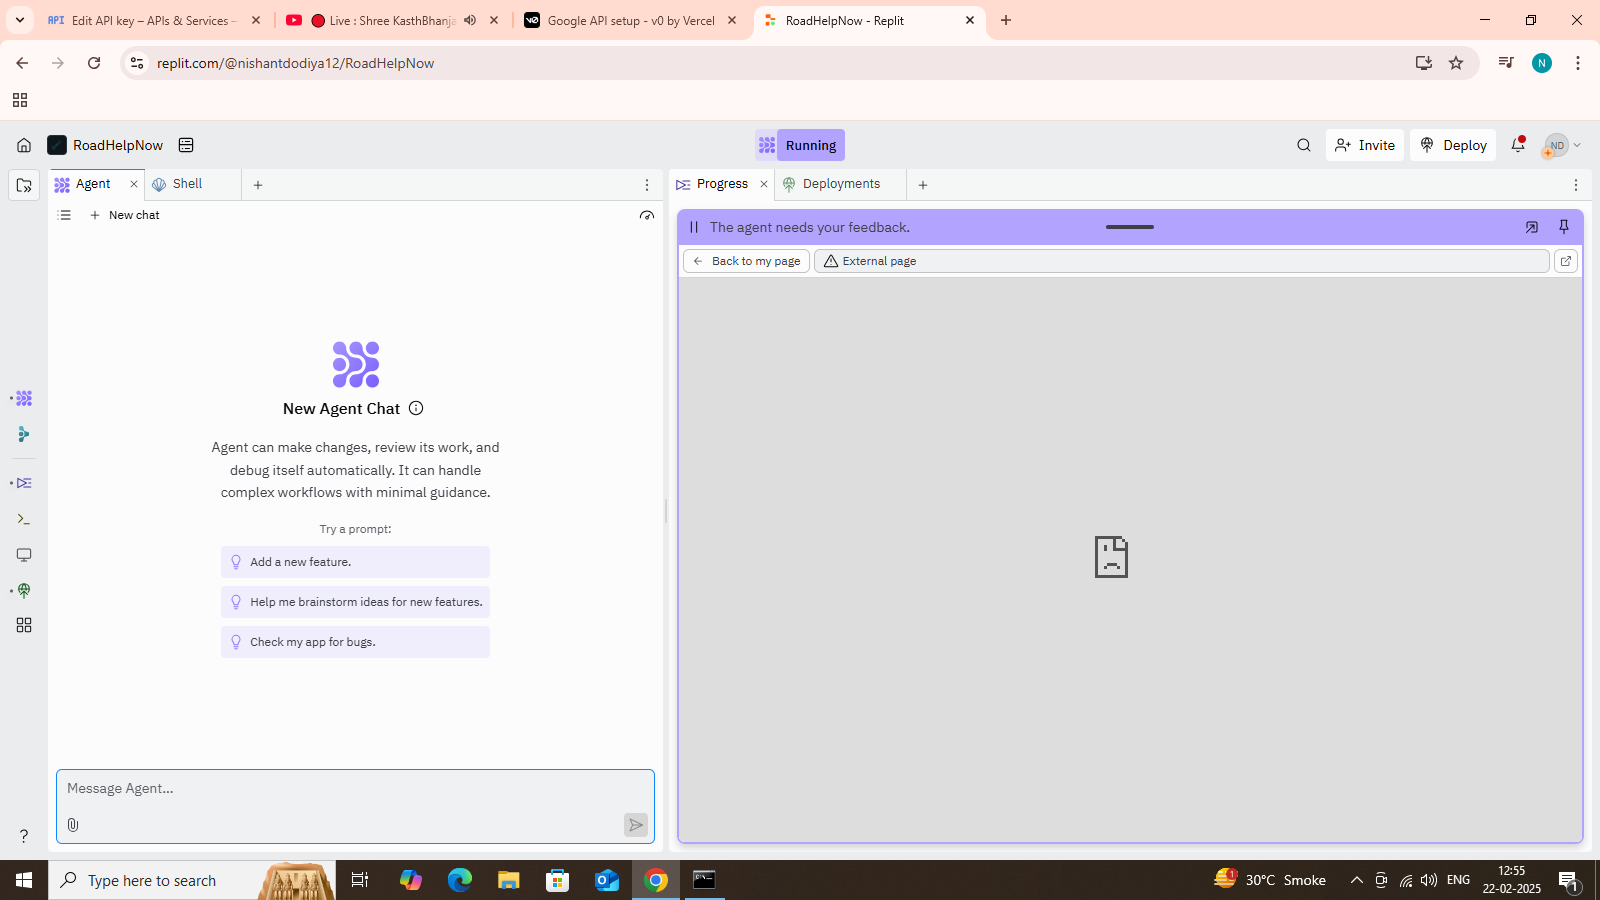 API Edit API key – APIs & Services –
Live : Shree KasthBhanja
v0 Google API setup - v0 by Vercel
RoadHelpNow - Replit
replit.com/@nishantdodiya12/RoadHelpNow
N
RoadHelpNow
Running
Invite
Deploy
ND
Agent
Shell
Progress
Deployments
New chat
The agent needs your feedback.
Back to my page
External page
New Agent Chat
Agent can make changes, review its work, and
debug itself automatically. It can handle
complex workflows with minimal guidance.
Try a prompt:
Add a new feature.
Help me brainstorm ideas for new features.
Check my app for bugs.
Message Agent...
?
Type here to search
1
30°C Smoke
ENG
12:55
22-02-2025
1